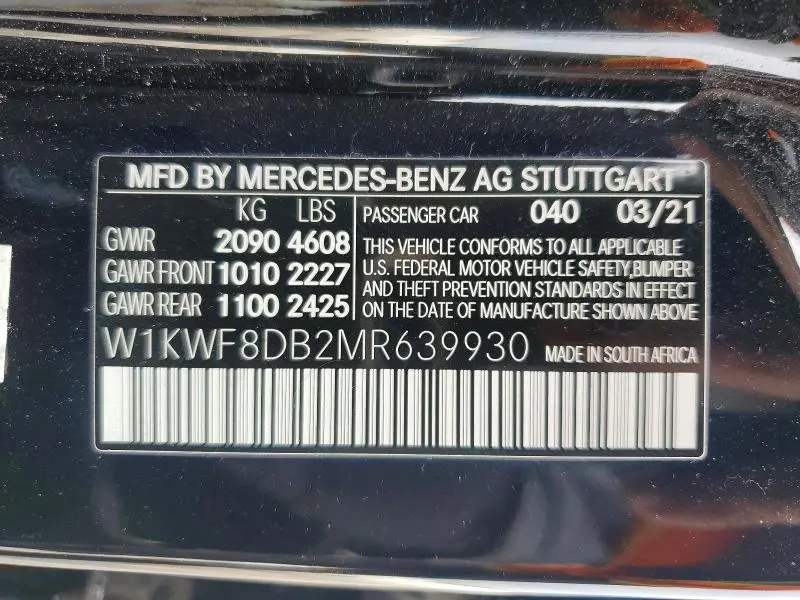 MFD BY MERCEDES-BENZ AG STUTTGART
KG LBS
GWR 2090 4608
GAWR FRONT 1010 2227
GAWR REAR 1100 2425
PASSENGER CAR 040 03/21
THIS VEHICLE CONFORMS TO ALL APPLICABLE
U.S. FEDERAL MOTOR VEHICLE SAFETY,BUMPER
AND THEFT PREVENTION STANDARDS IN EFFECT
ON THE DATE OF MANUFACTURE SHOWN ABOVE
W1KWF8DB2MR639930 MADE IN SOUTH AFRICA